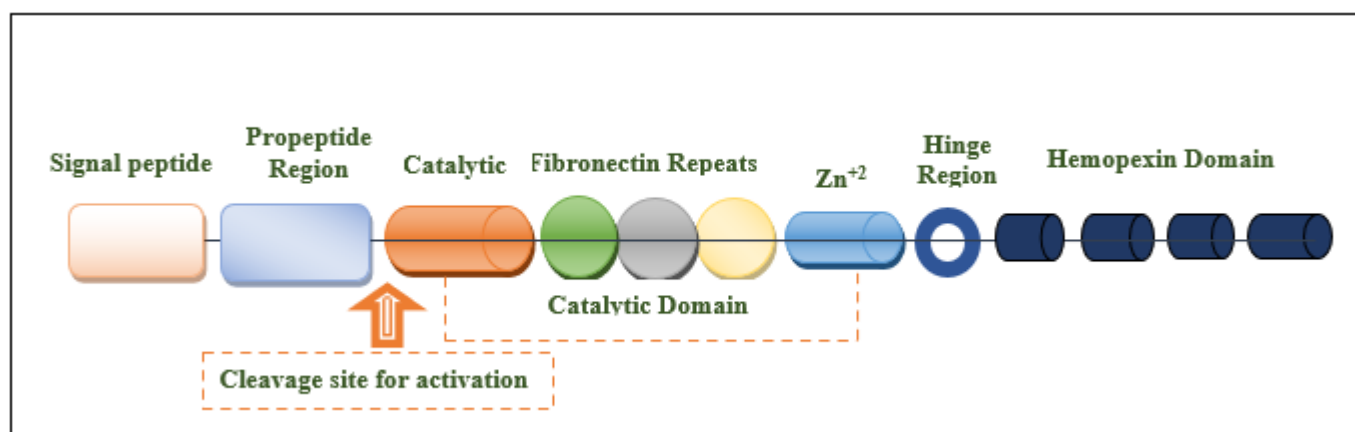 Signal peptide
Propeptide
Region
Catalytic
Fibronectin Repeats
Zn⁺²
Hinge
Region
Hemopexin Domain
Catalytic Domain
Cleavage site for activation